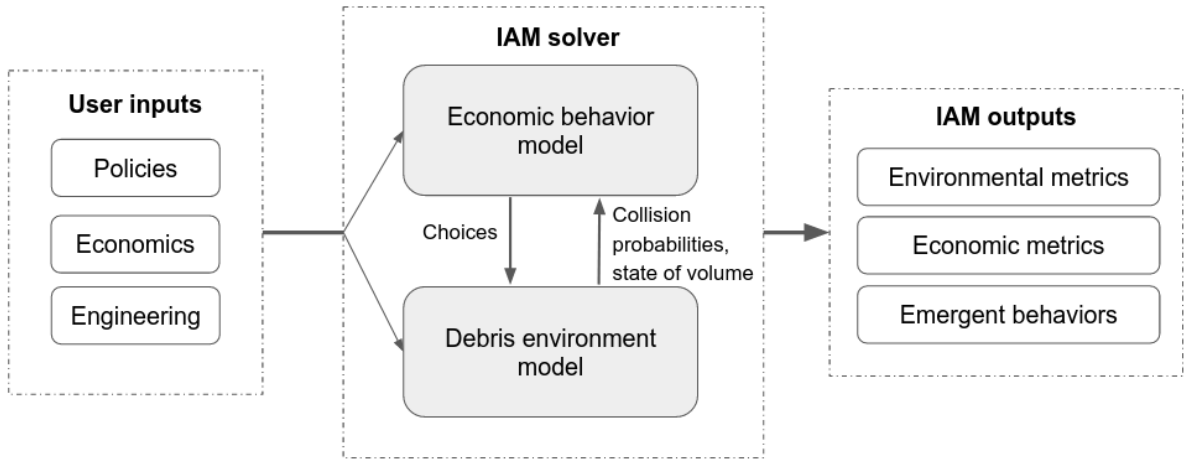 User inputs
Policies
Economics
Engineering
IAM solver
Economic behavior
model
Choices
Collision
probabilities,
state of volume
Debris environment
model
IAM outputs
Environmental metrics
Economic metrics
Emergent behaviors